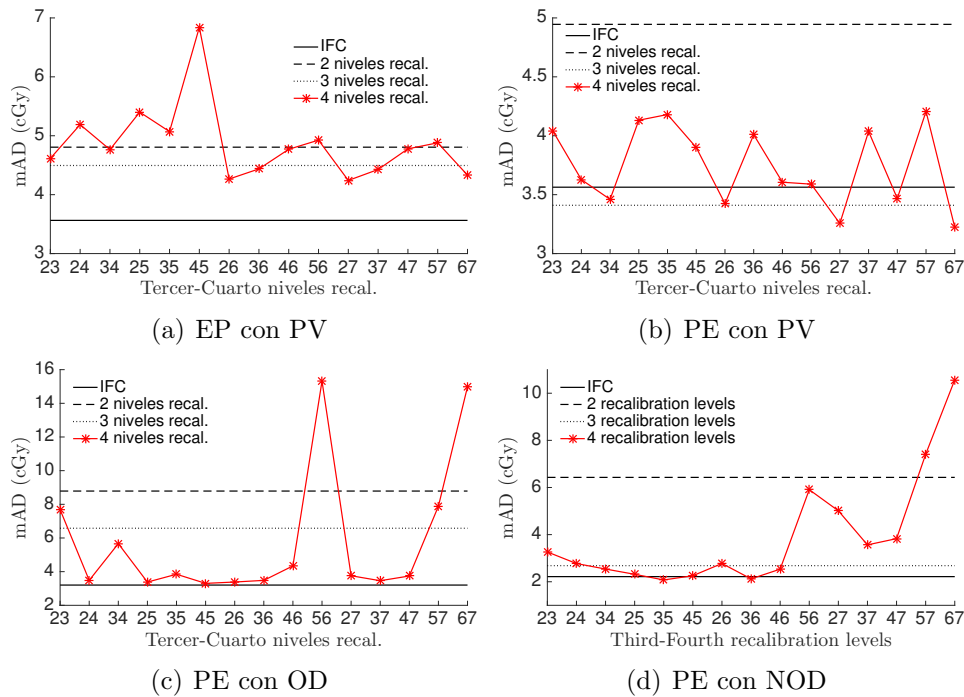 7
6
5
4
3
mAD (cGy)
IFC
2 niveles recal.
3 niveles recal.
4 niveles recal.
23 24 34 25 35 45 26 36 46 56 27 37 47 57 67
Tercer-Cuarto niveles recal.
(a) EP con PV
5
4.5
4
3.5
3
mAD (cGy)
IFC
2 niveles recal.
3 niveles recal.
4 niveles recal.
23 24 34 25 35 45 26 36 46 56 27 37 47 57 67
Tercer-Cuarto niveles recal.
(b) PE con PV
16
14
12
10
8
6
4
2
mAD (cGy)
IFC
2 niveles recal.
3 niveles recal.
4 niveles recal.
23 24 34 25 35 45 26 36 46 56 27 37 47 57 67
Tercer-Cuarto niveles recal.
(c) PE con OD
10
8
6
4
2
mAD (cGy)
IFC
2 recalibration levels
3 recalibration levels
4 recalibration levels
23 24 34 25 35 45 26 36 46 56 27 37 47 57 67
Third-Fourth recalibration levels
(d) PE con NOD